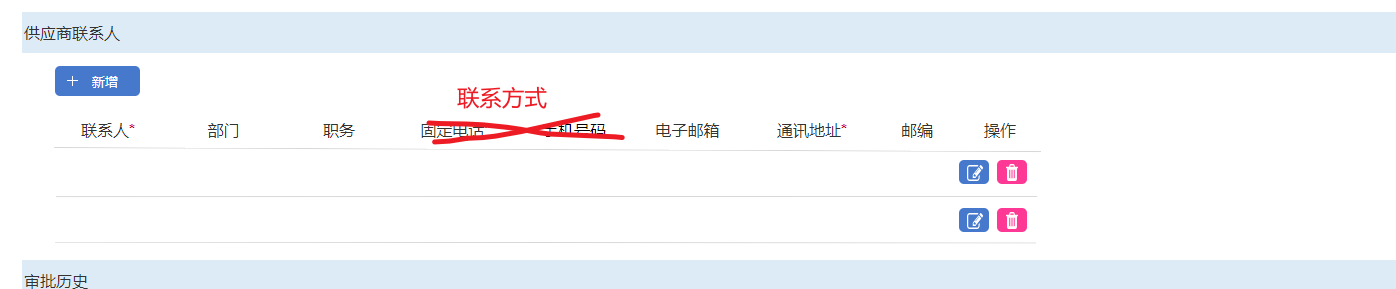 供应商联系人
+ 新增
联系方式
联系人* 部门 职务 固定电话 手机号码 电子邮箱 通讯地址* 邮编 操作
审批历史